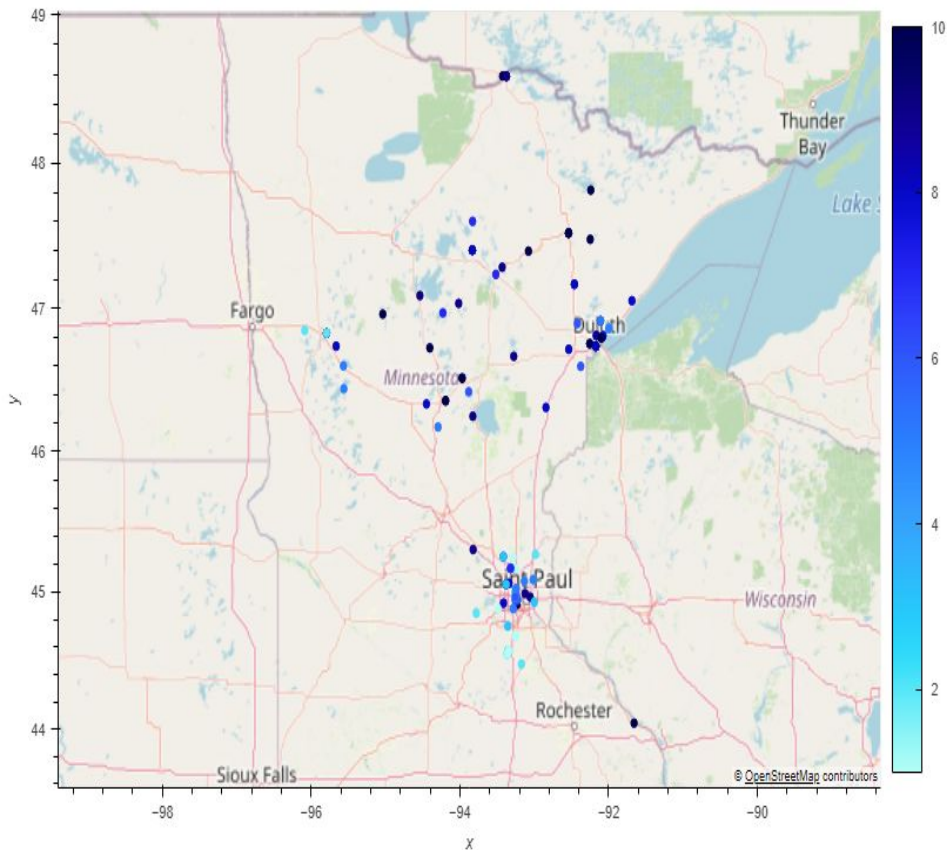 49
48
47
46
45
44
y
Thunder
Bay
Lake S
Fargo
Duluth
Minnesota
Saint Paul
Wisconsin
Rochester
Sioux Falls
© OpenStreetMap contributors
−98
−96
−94
−92
−90
x
10
8
6
4
2